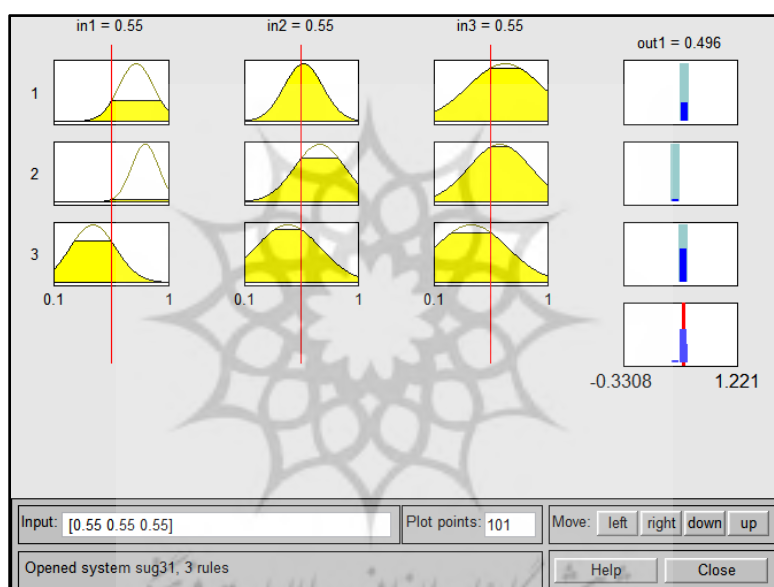 in1 = 0.55 in2 = 0.55 in3 = 0.55
out1 = 0.496
1
2
3
0.1 1 0.1 1 0.1 1
-0.3308 1.221
Input: [0.55 0.55 0.55] Plot points: 101 Move: left right down up
Opened system sug31, 3 rules Help Close